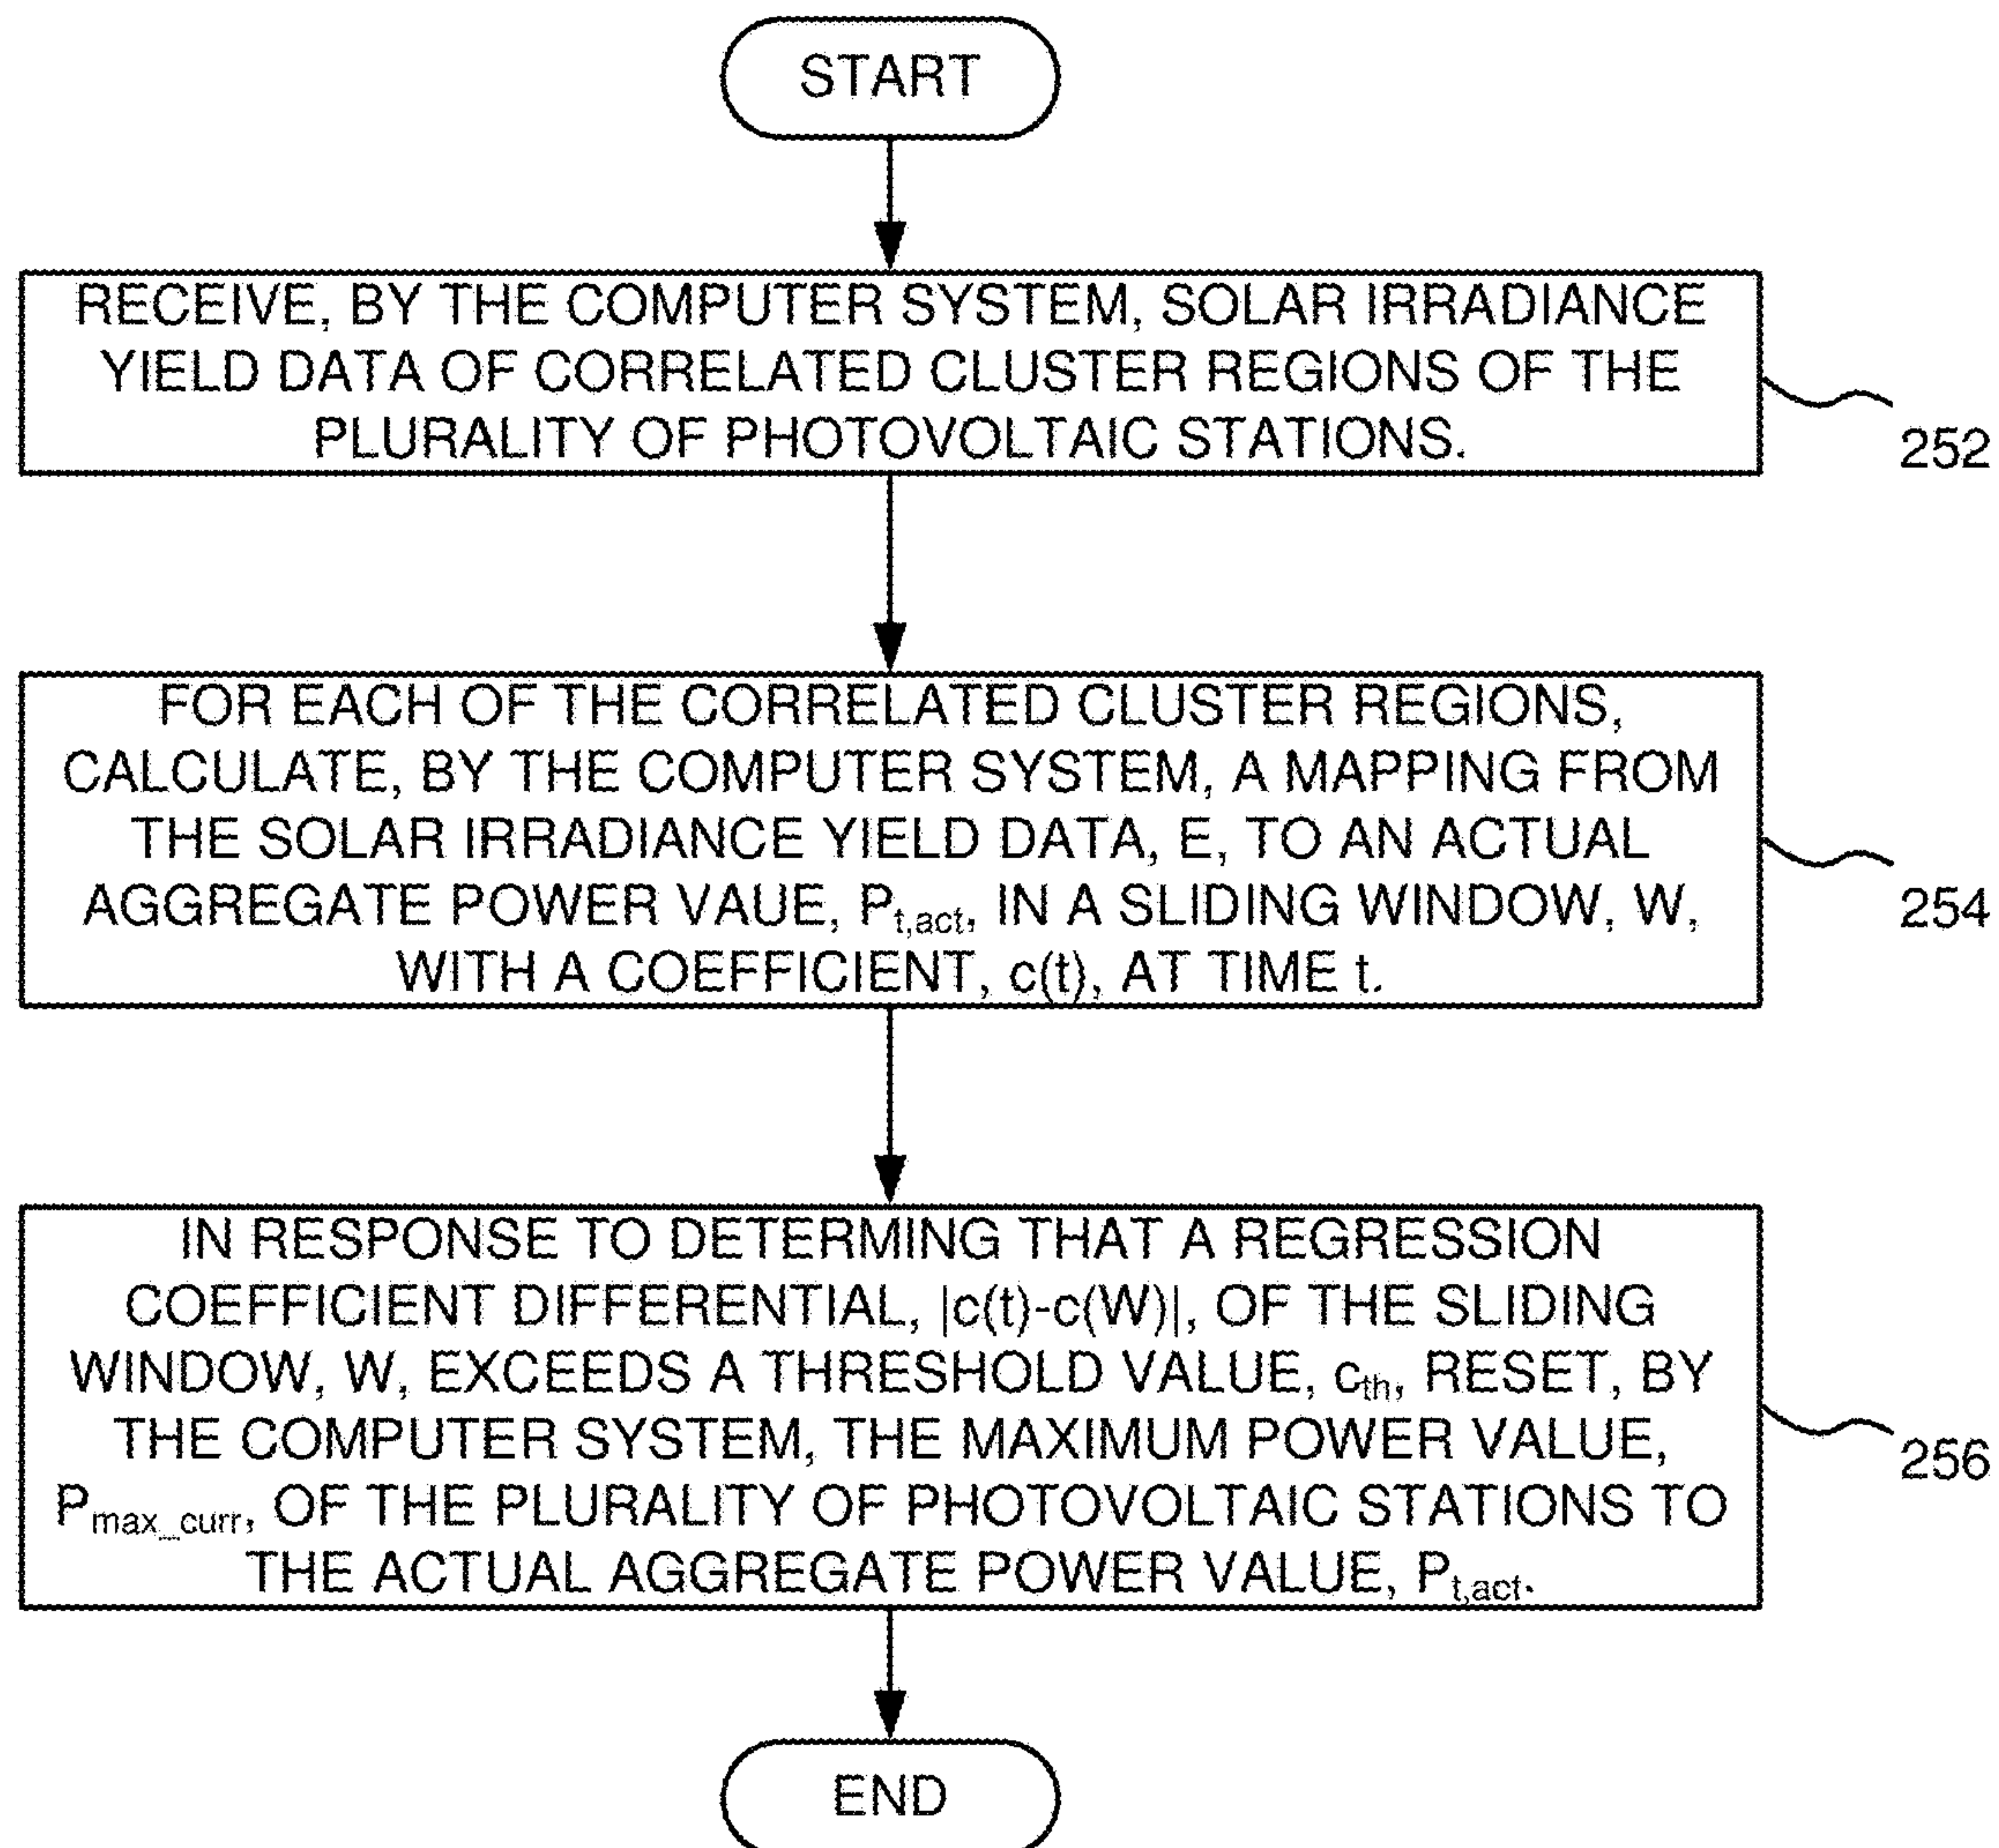 START
RECEIVE, BY THE COMPUTER SYSTEM, SOLAR IRRADIANCE
YIELD DATA OF CORRELATED CLUSTER REGIONS OF THE
PLURALITY OF PHOTOVOLTAIC STATIONS.
252
FOR EACH OF THE CORRELATED CLUSTER REGIONS,
CALCULATE, BY THE COMPUTER SYSTEM, A MAPPING FROM
THE SOLAR IRRADIANCE YIELD DATA, E, TO AN ACTUAL
AGGREGATE POWER VAUE, Pt,act, IN A SLIDING WINDOW, W,
WITH A COEFFICIENT, c(t), AT TIME t.
254
IN RESPONSE TO DETERMING THAT A REGRESSION
COEFFICIENT DIFFERENTIAL, |c(t)-c(W)|, OF THE SLIDING
WINDOW, W, EXCEEDS A THRESHOLD VALUE, cth, RESET, BY
THE COMPUTER SYSTEM, THE MAXIMUM POWER VALUE,
Pmax_curr, OF THE PLURALITY OF PHOTOVOLTAIC STATIONS TO
THE ACTUAL AGGREGATE POWER VALUE, Pt,act.
256
END